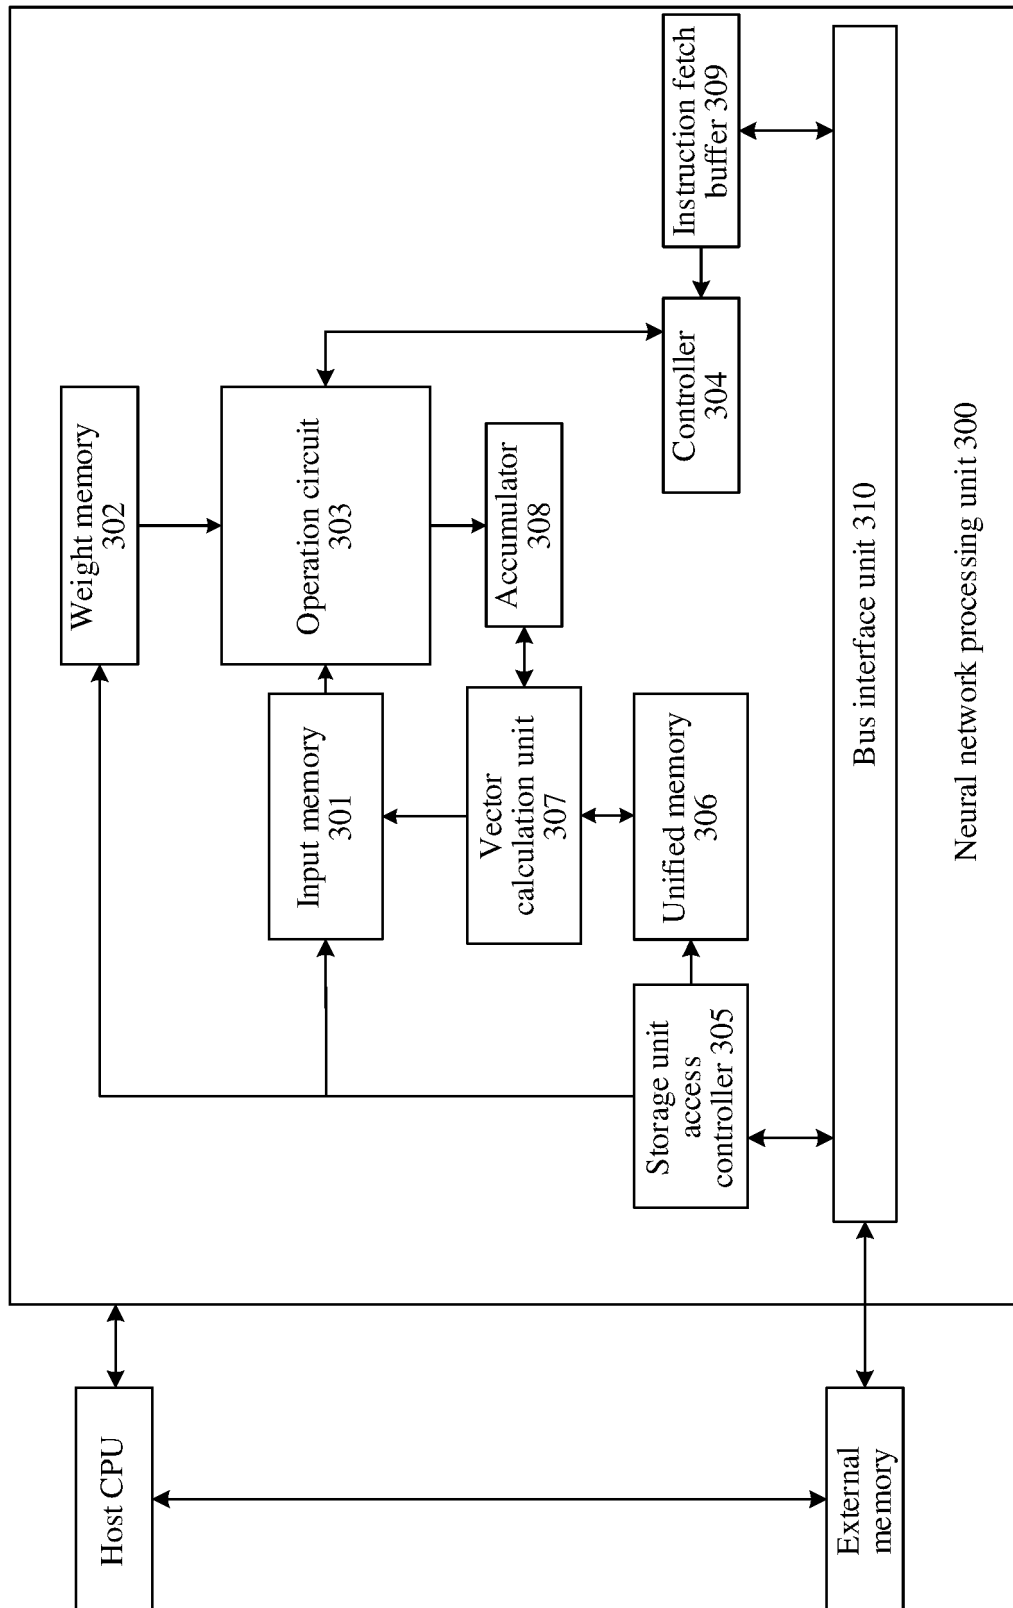 Host CPU
External
memory
Weight memory
302
Input memory
301
Operation circuit
303
Vector
calculation unit
307
Accumulator
308
Storage unit
access
controller 305
Unified memory
306
Controller
304
Instruction fetch
buffer 309
Bus interface unit 310
Neural network processing unit 300